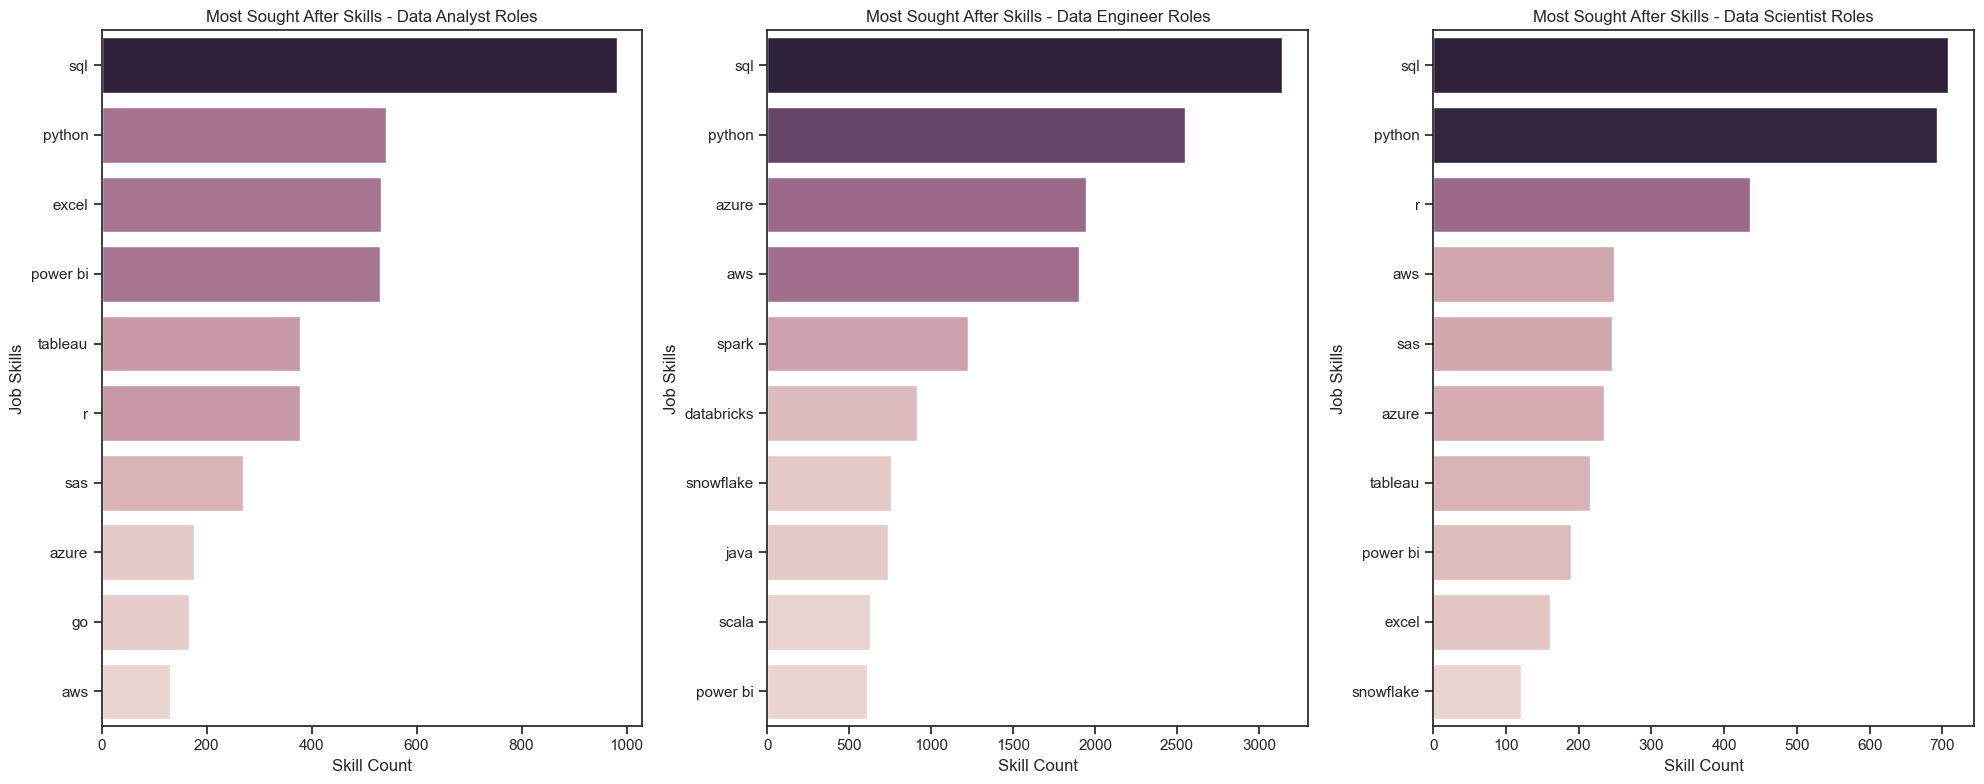 Most Sought After Skills - Data Analyst Roles
Job Skills
sql
python
excel
power bi
tableau
r
sas
azure
go
aws
0 200 400 600 800 1000
Skill Count
Most Sought After Skills - Data Engineer Roles
Job Skills
sql
python
azure
aws
spark
databricks
snowflake
java
scala
power bi
0 500 1000 1500 2000 2500 3000
Skill Count
Most Sought After Skills - Data Scientist Roles
Job Skills
sql
python
r
aws
sas
azure
tableau
power bi
excel
snowflake
0 100 200 300 400 500 600 700
Skill Count